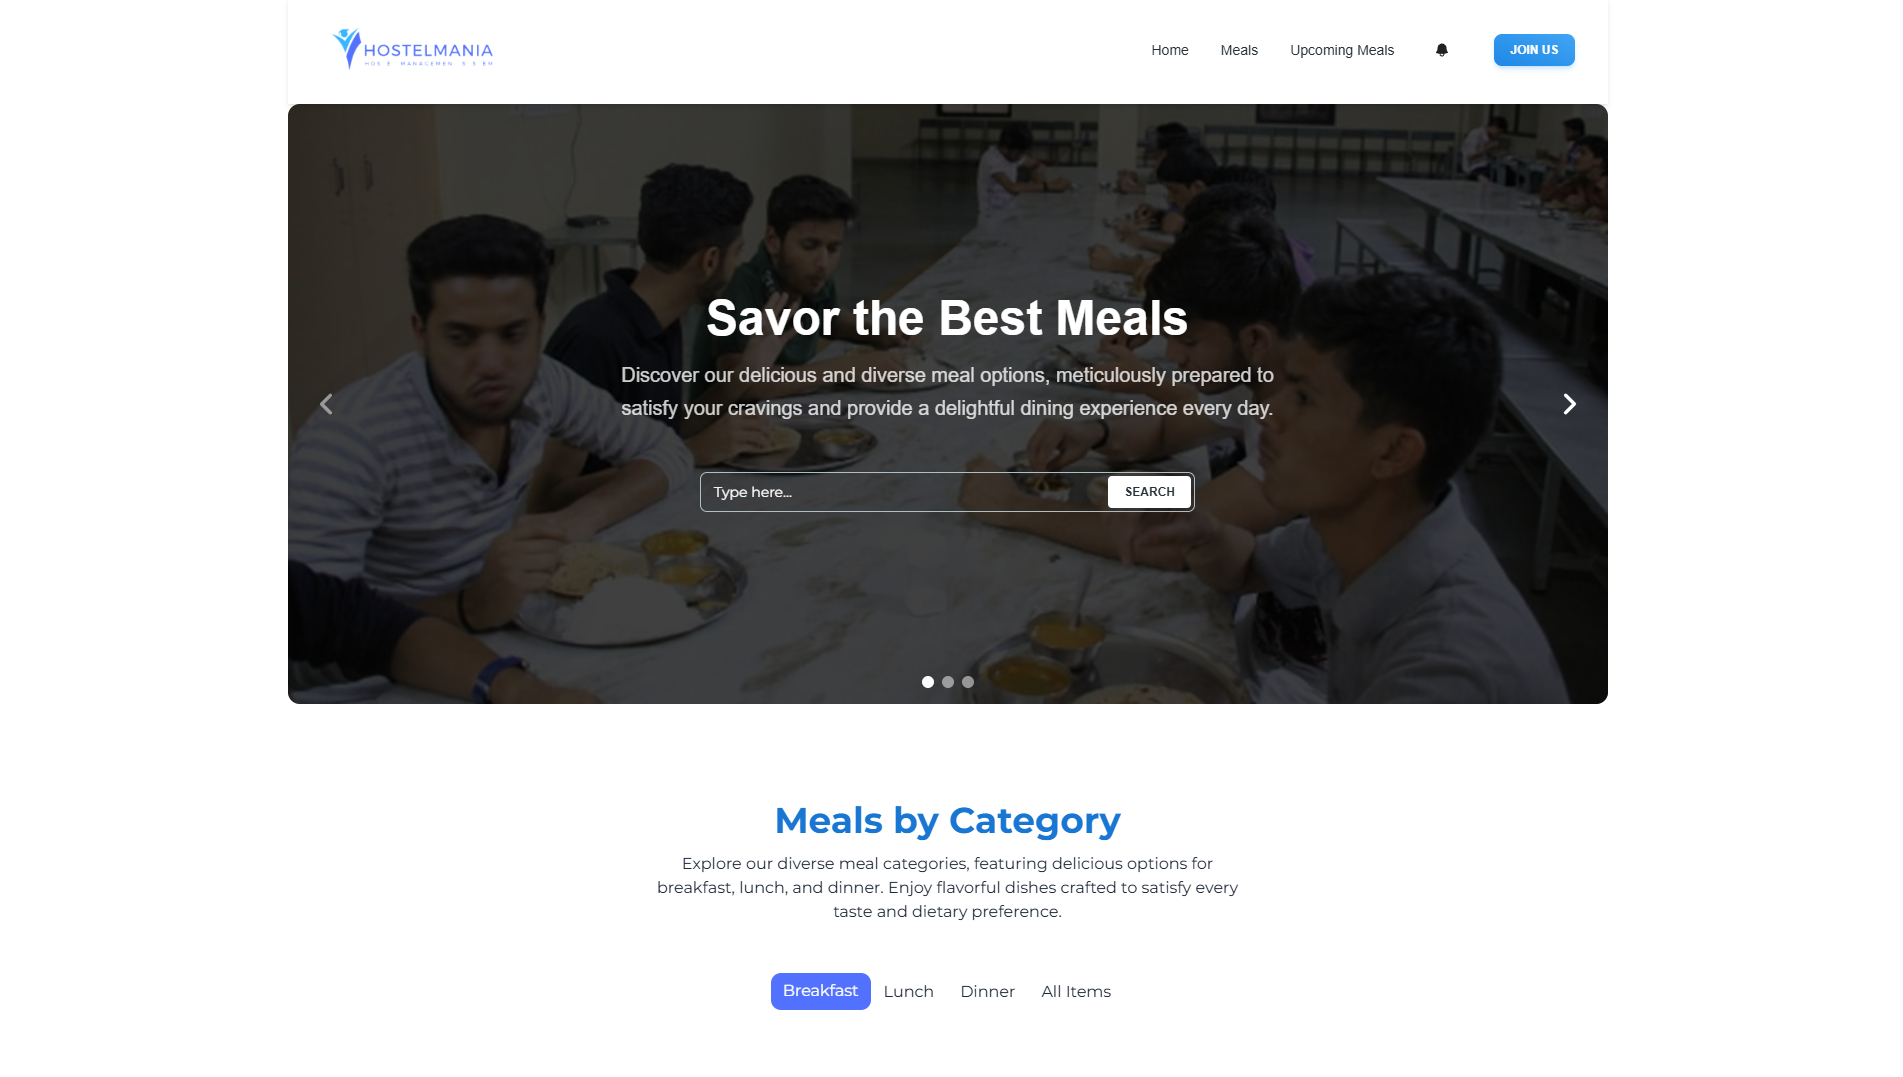 HOSTELMANIA
Home
Meals
Upcoming Meals
JOIN US
Savor the Best Meals
Discover our delicious and diverse meal options, meticulously prepared to
satisfy your cravings and provide a delightful dining experience every day.
Type here...
SEARCH
Meals by Category
Explore our diverse meal categories, featuring delicious options for
breakfast, lunch, and dinner. Enjoy flavorful dishes crafted to satisfy every
taste and dietary preference.
Breakfast
Lunch
Dinner
All Items